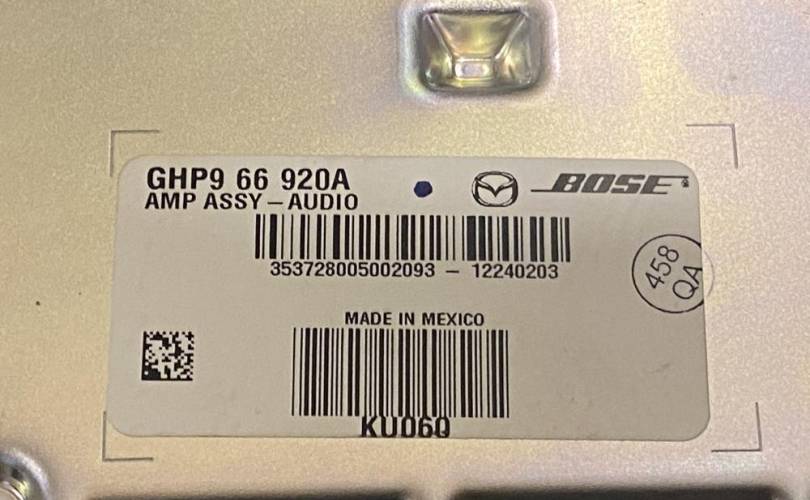 GHP9 66 920A
BOSE
AMP ASSY – AUDIO
353728005002093 – 12240203
458
QA
MADE IN MEXICO
KU060